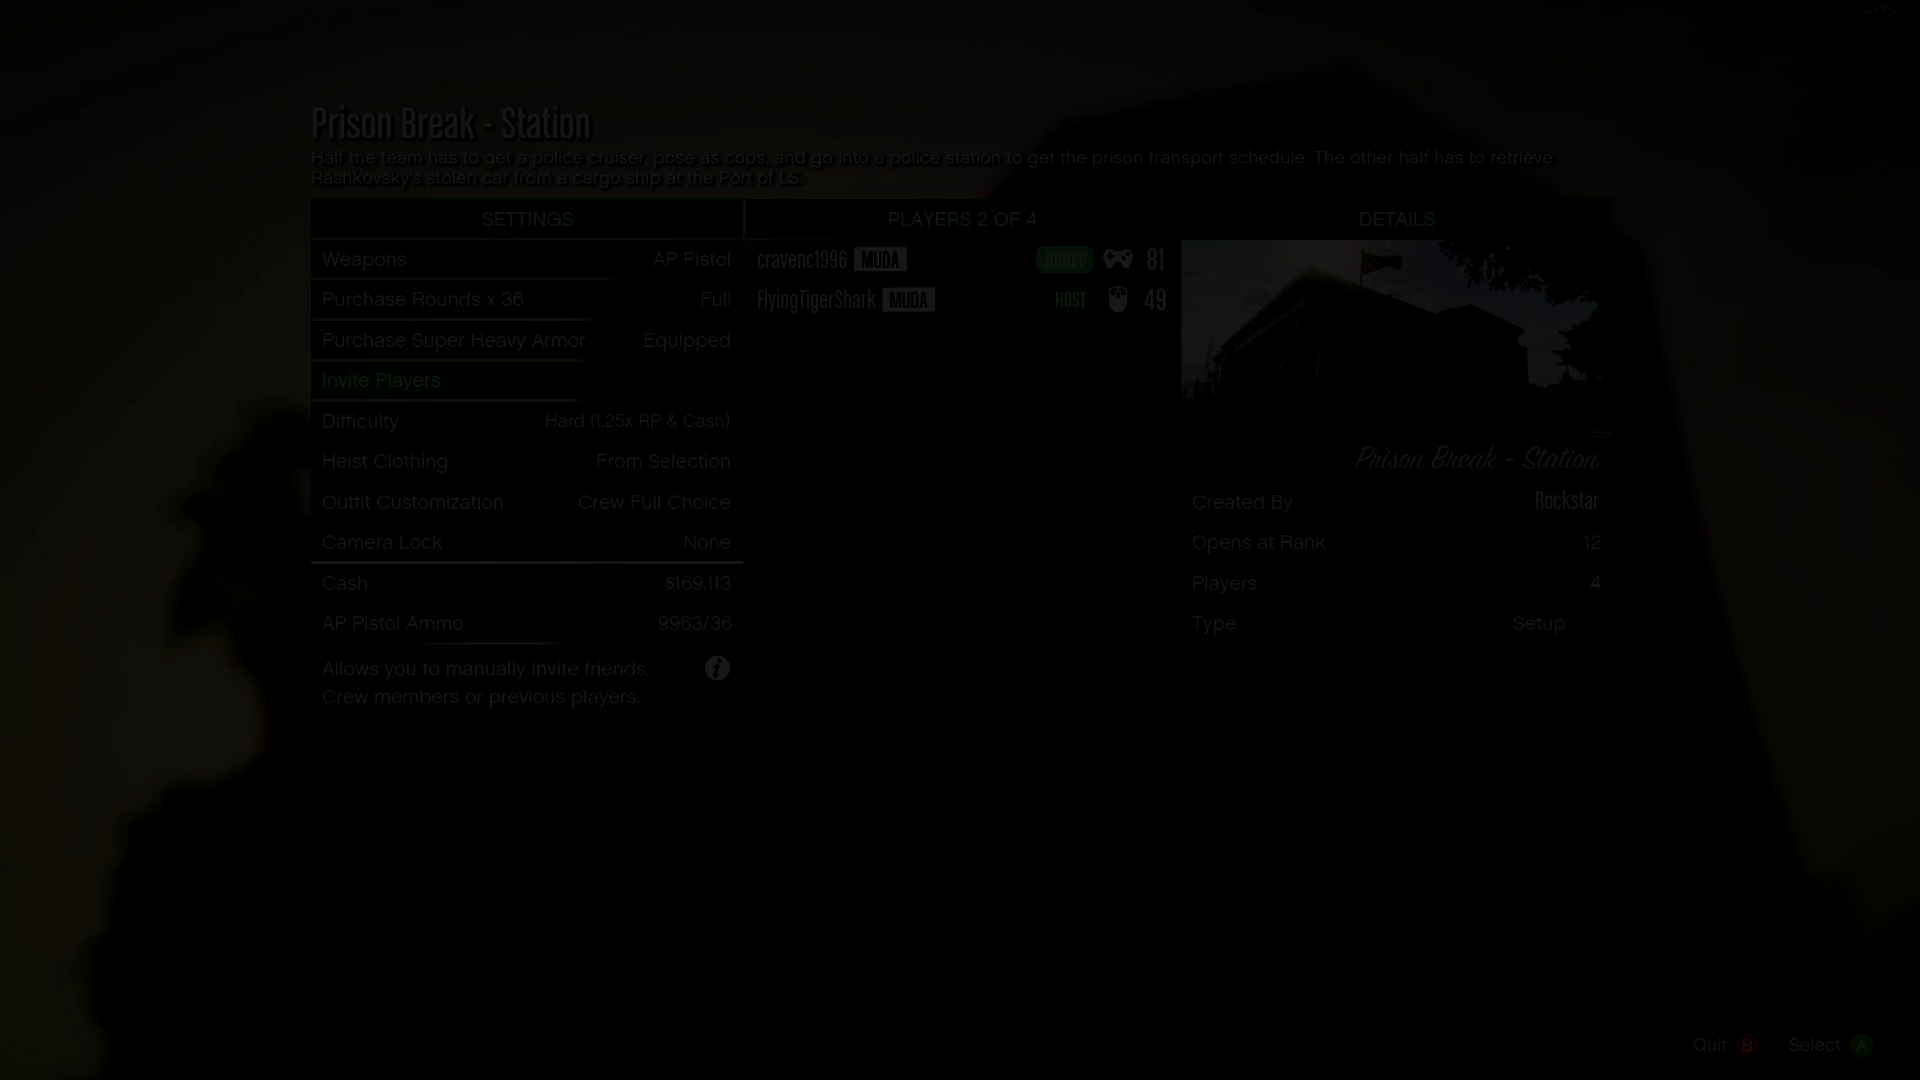 Prison Break - Station
Half the team has to get a police cruiser, pose as cops, and go into a police station to get the prison transport schedule. The other half has to retrieve
Rashkovsky's stolen car from a cargo ship at the Port of LS.
SETTINGS
PLAYERS 2 OF 4
DETAILS
Weapons AP Pistol
Purchase Rounds x 36 Full
Purchase Super Heavy Armor Equipped
Invite Players
Difficulty Hard (1.25x RP & Cash)
Heist Clothing From Selection
Outfit Customization Crew Full Choice
Camera Lock None
Cash $169,113
AP Pistol Ammo 9963/36
Allows you to manually invite friends,
Crew members or previous players.
cravenc1996 MUDA JOINED 81
FlyingTigerShark MUDA HOST 49
Prison Break - Station
Created By Rockstar
Opens at Rank 12
Players 4
Type Setup
Quit B Select A